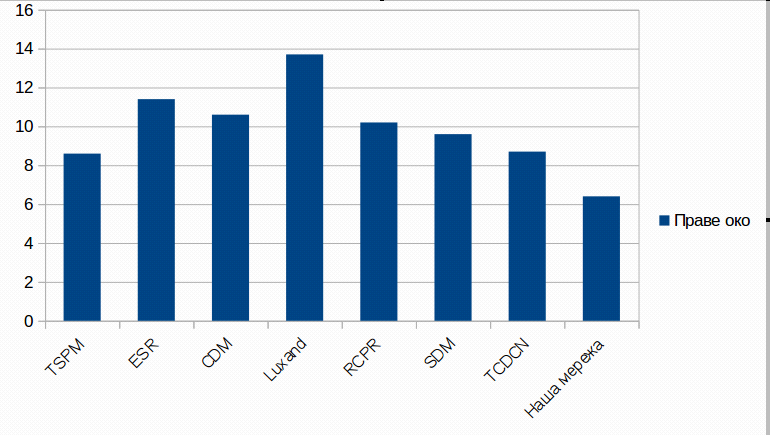 16
14
12
10
8
6
4
2
0
TSPM
ESR
CDM
Luxand
RCPR
SDM
TCDCN
Наша мережа
Праве око